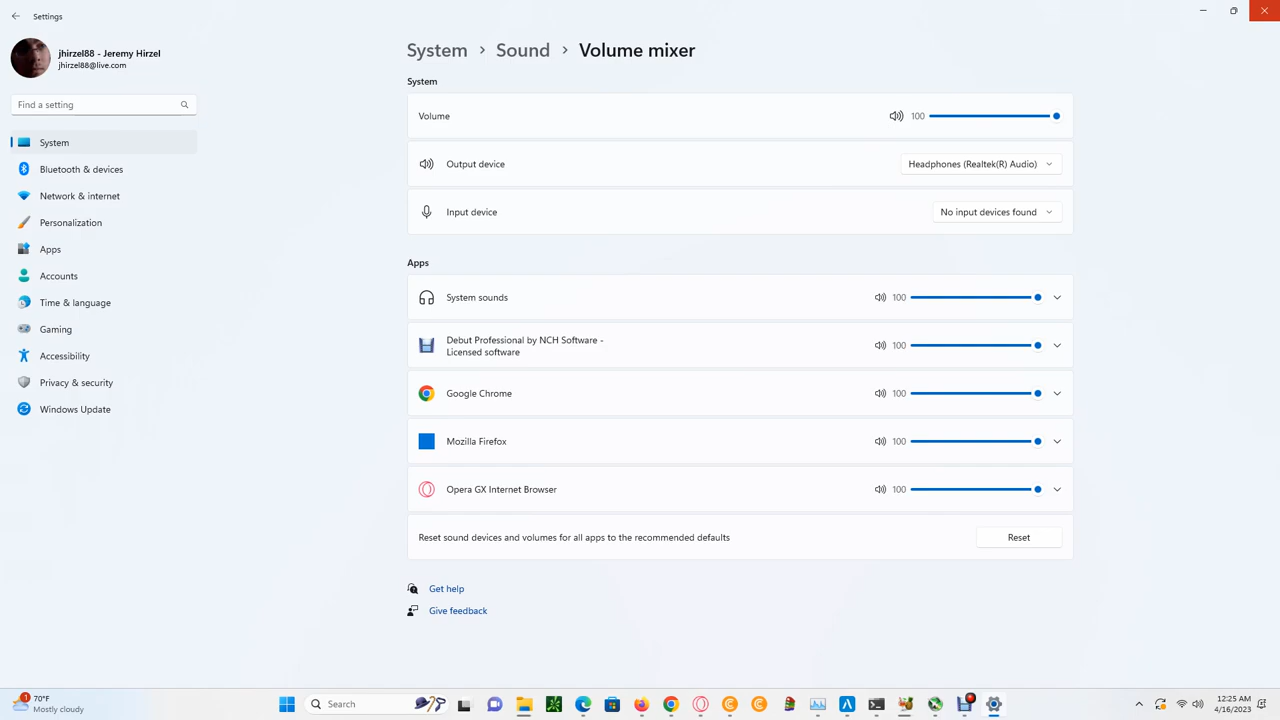 Settings
jhirzel88 - Jeremy Hirzel
jhirzel88@live.com
Find a setting
System
Bluetooth & devices
Network & internet
Personalization
Apps
Accounts
Time & language
Gaming
Accessibility
Privacy & security
Windows Update
System > Sound > Volume mixer
System
Volume 100
Output device Headphones (Realtek(R) Audio)
Input device No input devices found
Apps
System sounds 100
Debut Professional by NCH Software -
Licensed software 100
Google Chrome 100
Mozilla Firefox 100
Opera GX Internet Browser 100
Reset sound devices and volumes for all apps to the recommended defaults Reset
Get help
Give feedback
1
70°F
Mostly cloudy
Search
12:25 AM
4/16/2023